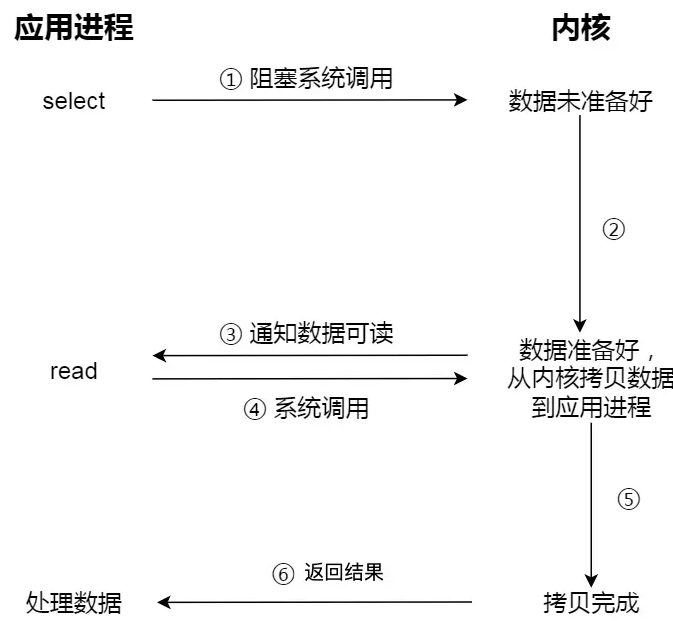 应用进程
内核
① 阻塞系统调用
select
数据未准备好
②
③ 通知数据可读
数据准备好，
read
从内核拷贝数据
④ 系统调用
到应用进程
⑤
⑥ 返回结果
处理数据
拷贝完成